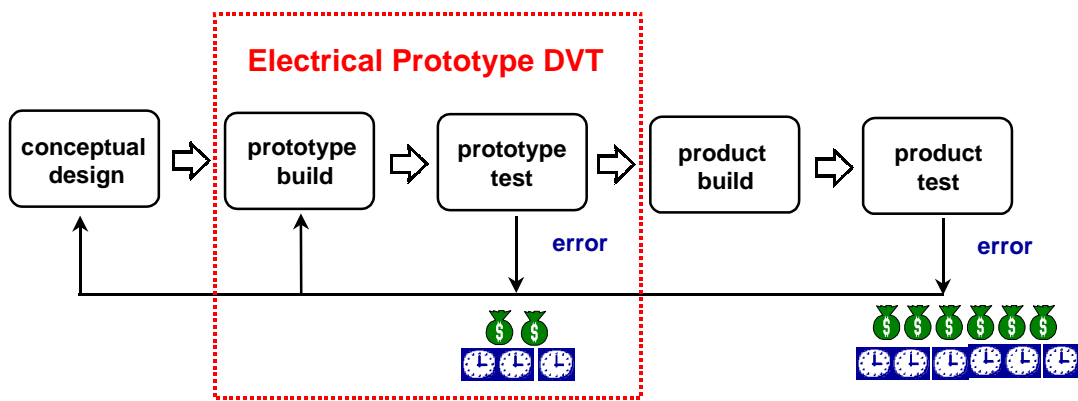 Electrical Prototype DVT
conceptual
design
prototype
build
prototype
test
product
build
product
test
error
error
$ $
$ $ $ $ $ $